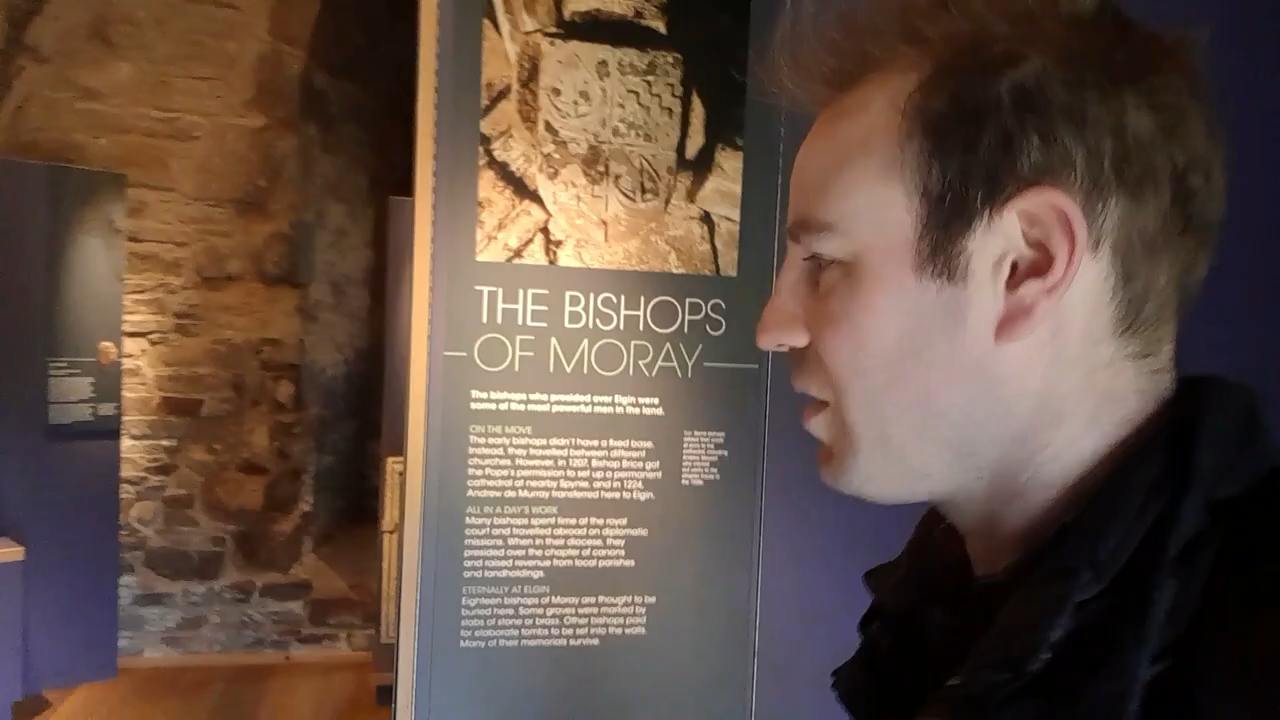 THE BISHOPS
OF MORAY
The bishops who presided over Elgin were
some of the most powerful men in the land.
ON THE MOVE
The early bishops didn't have a fixed base.
Instead, they travelled between different
churches. However, in 1207, Bishop Brice got
the Pope's permission to set up a permanent
cathedral at nearby Spynie, and in 1224,
Andrew de Murray transferred here to Elgin.
ALL IN A DAY'S WORK
Many bishops spent time at the royal
court and travelled abroad on diplomatic
missions. When in their diocese, they
presided over the chapter of canons
and raised revenue from local parishes
and landholdings.
ETERNALLY AT ELGIN
Eighteen bishops of Moray are thought to be
buried here. Some graves were marked by
slabs of stone or brass. Other bishops paid
for elaborate tombs to be set into the walls.
Many of their memorials survive.